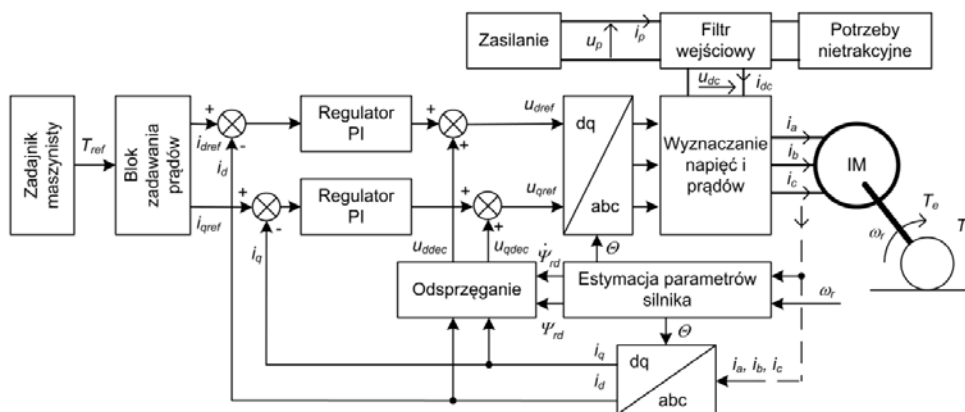 Zasilanie
u_p
i_p
Filtr
wejściowy
Potrzeby
nietrakcyjne
u_dc
i_dc
Zadajnik
maszynisty
T_ref
Blok
zadawania
prądów
+
i_dref
-
i_d
Regulator
PI
+
+
u_dref
dq
abc
Wyznaczanie
napięć i
prądów
i_a
i_b
i_c
IM
T_e
ω_r
T
+
i_qref
-
i_q
Regulator
PI
+
+
u_qref
u_ddec
u_qdec
Ψ̇_rd
Θ
Odsprzęganie
Estymacja parametrów
silnika
ω_r
Ψ_rd
Θ
i_q
i_d
dq
abc
i_a, i_b, i_c